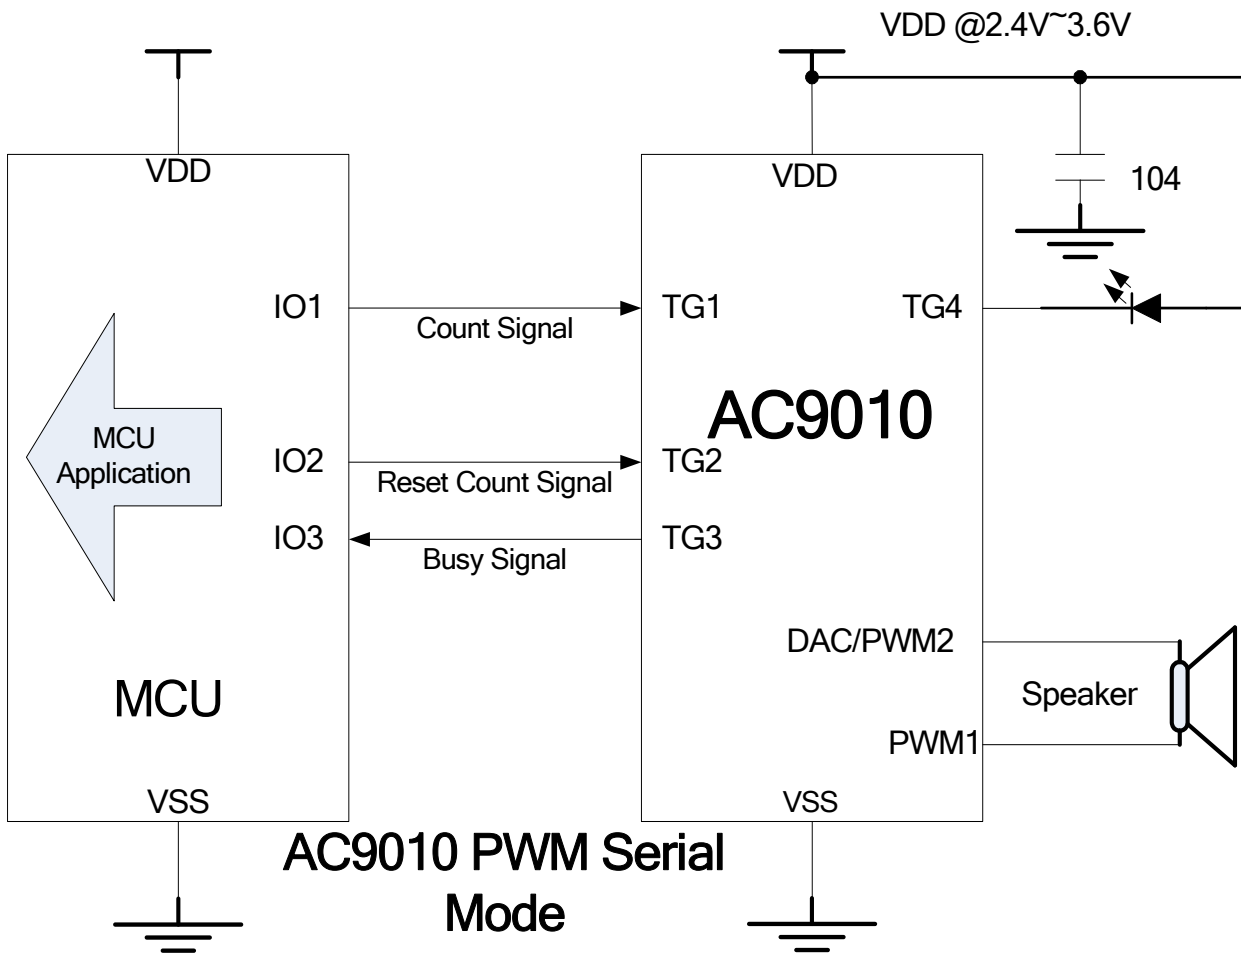 VDD @2.4V~3.6V
VDD
VDD
104
IO1
Count Signal
TG1
TG4
AC9010
MCU
Application
IO2
Reset Count Signal
TG2
IO3
Busy Signal
TG3
DAC/PWM2
MCU
Speaker
PWM1
VSS
VSS
AC9010 PWM Serial
Mode